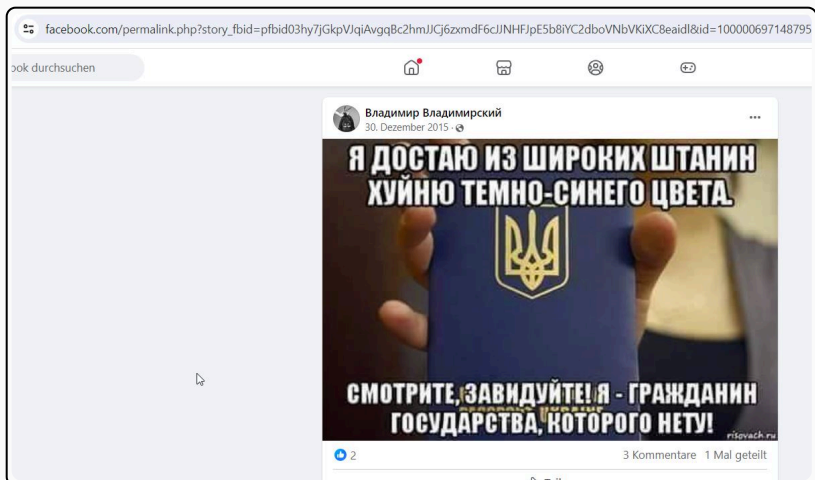 facebook.com/permalink.php?story_fbid=pfbid03hy7jGkpVJqiAvgqBc2hmJJCj6zxmdF6cJJNHFJpE5b8iYC2dboVNbVKiXC8eaidl&id=100000697148795
ook durchsuchen
Владимир Владимирский
30. Dezember 2015 ·
Я ДОСТАЮ ИЗ ШИРОКИХ ШТАНИН
ХУЙНЮ ТЕМНО-СИНЕГО ЦВЕТА.
СМОТРИТЕ, ЗАВИДУЙТЕ! Я - ГРАЖДАНИН
ГОСУДАРСТВА, КОТОРОГО НЕТУ!
risovach.ru
2
3 Kommentare 1 Mal geteilt